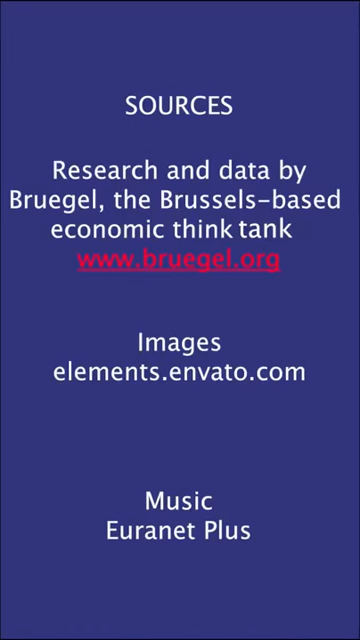 SOURCES
Research and data by
Bruegel, the Brussels-based
economic think tank
www.bruegel.org
Images
elements.envato.com
Music
Euranet Plus